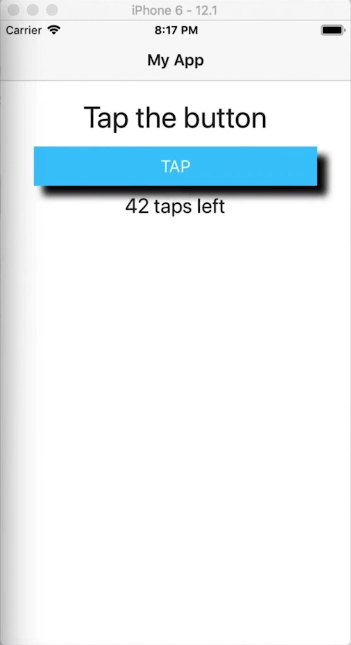 iPhone 6 - 12.1
Carrier 8:17 PM
My App
Tap the button
TAP
42 taps left